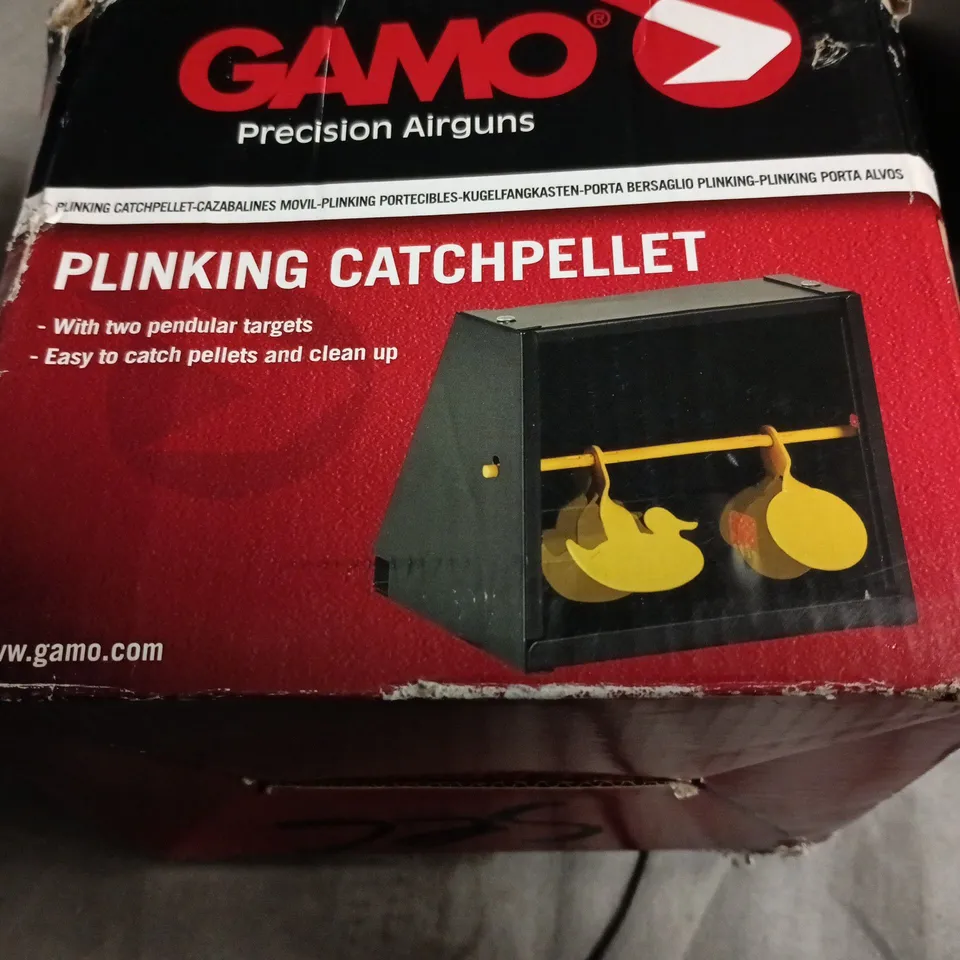 GAMO®
Precision Airguns
PLINKING CATCHPELLET-CAZABALINES MOVIL-PLINKING PORTECIBLES-KUGELFANGKASTEN-PORTA BERSAGLIO PLINKING-PLINKING PORTA ALVOS
PLINKING CATCHPELLET
- With two pendular targets
- Easy to catch pellets and clean up
w.gamo.com